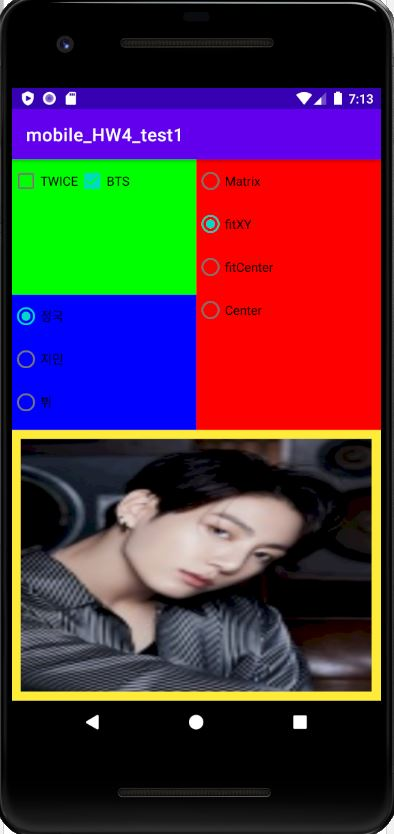 7:13
mobile_HW4_test1
TWICE BTS
정국
지민
뷔
Matrix
fitXY
fitCenter
Center